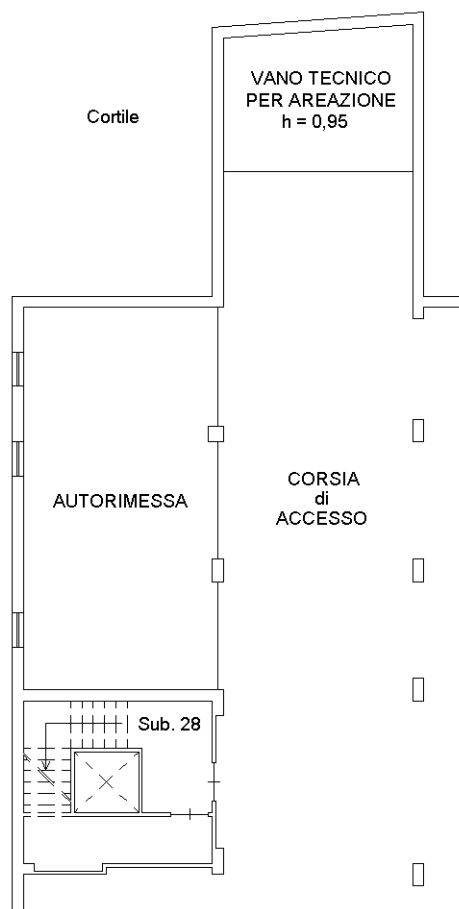 VANO TECNICO
PER AREAZIONE
h = 0,95
Cortile
AUTORIMESSA
CORSIA
di
ACCESSO
Sub. 28